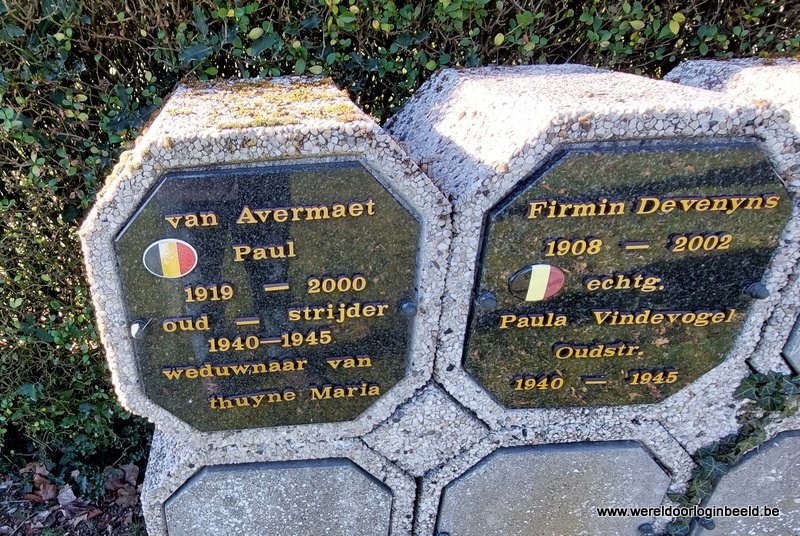 van Avermaet
Paul
1919 — 2000
oud — strijder
1940—1945
weduwnaar van
thuyne Maria
Firmin Devenyns
1908 — 2002
echtg.
Paula Vindevogel
Oudstr.
1940 — 1945
www.wereldoorloginbeeld.be